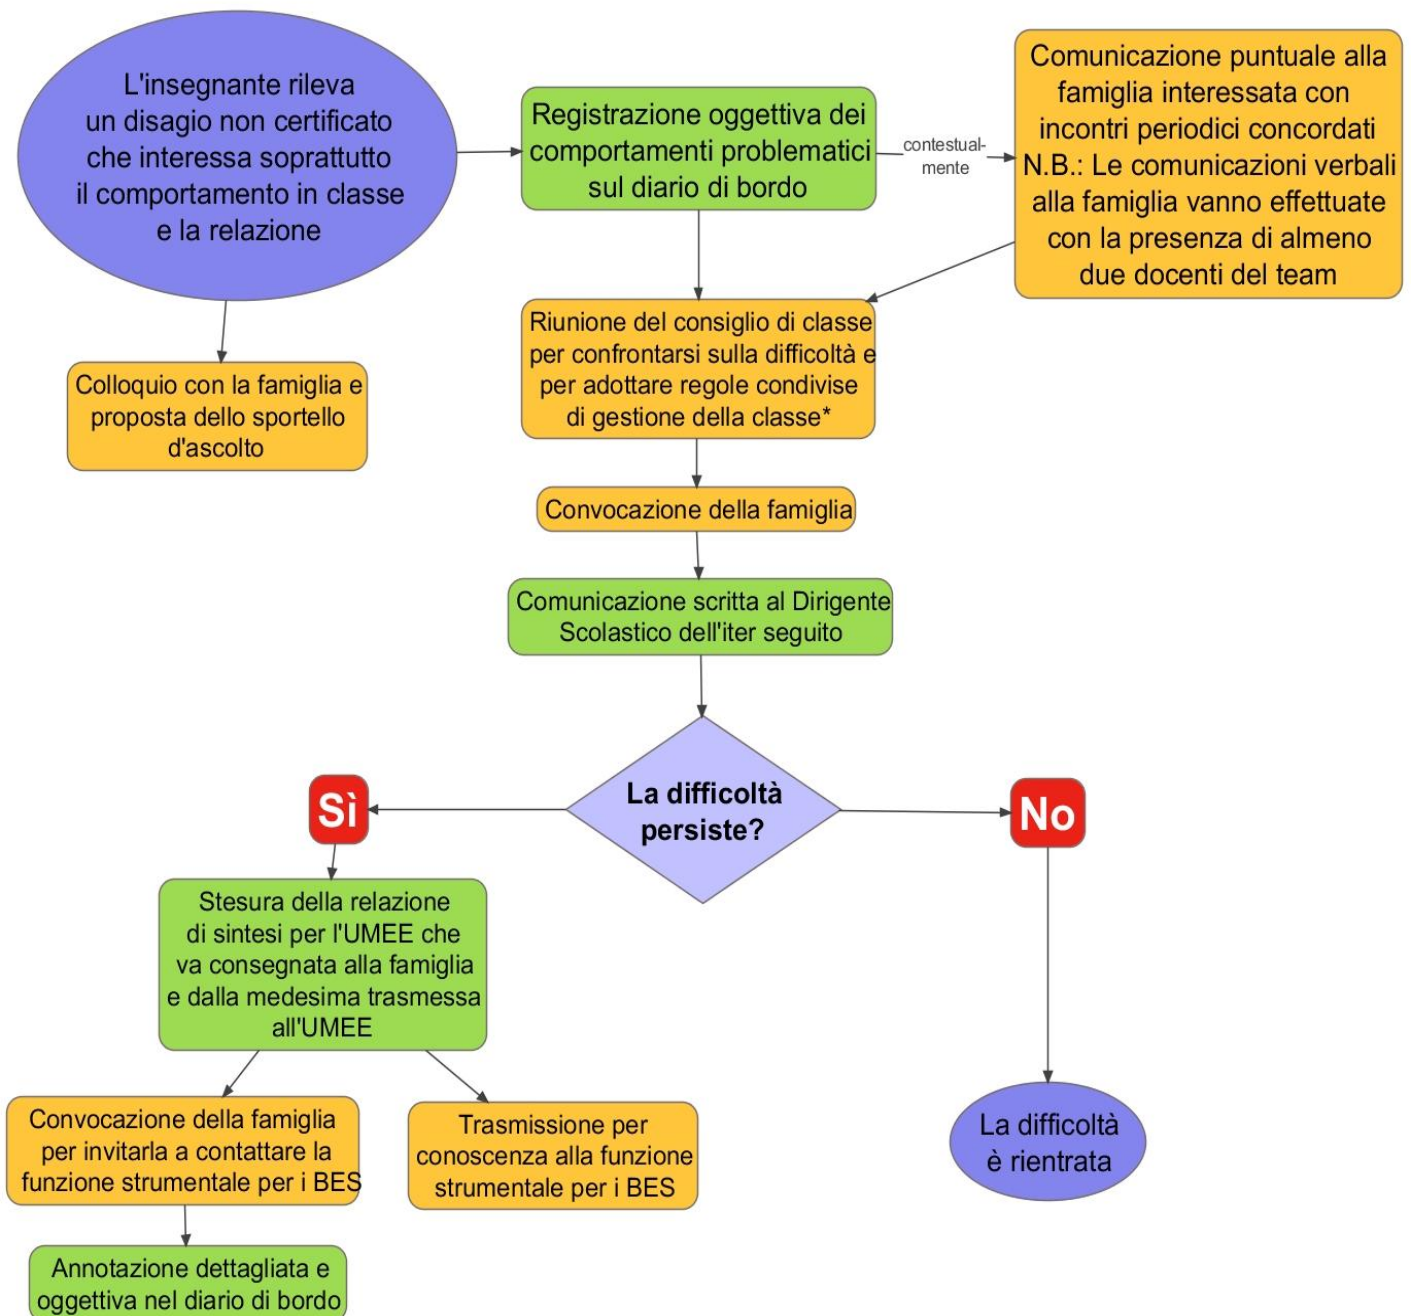 L'insegnante rileva
un disagio non certificato
che interessa soprattutto
il comportamento in classe
e la relazione
Registrazione oggettiva dei
comportamenti problematici
sul diario di bordo
contestual-
mente
Comunicazione puntuale alla
famiglia interessata con
incontri periodici concordati
N.B.: Le comunicazioni verbali
alla famiglia vanno effettuate
con la presenza di almeno
due docenti del team
Colloquio con la famiglia e
proposta dello sportello
d'ascolto
Riunione del consiglio di classe
per confrontarsi sulla difficoltà e
per adottare regole condivise
di gestione della classe*
Convocazione della famiglia
Comunicazione scritta al Dirigente
Scolastico dell'iter seguito
La difficoltà
persiste?
Sì
No
Stesura della relazione
di sintesi per l'UMEE che
va consegnata alla famiglia
e dalla medesima trasmessa
all'UMEE
Convocazione della famiglia
per invitarla a contattare la
funzione strumentale per i BES
Trasmissione per
conoscenza alla funzione
strumentale per i BES
La difficoltà
è rientrata
Annotazione dettagliata e
oggettiva nel diario di bordo